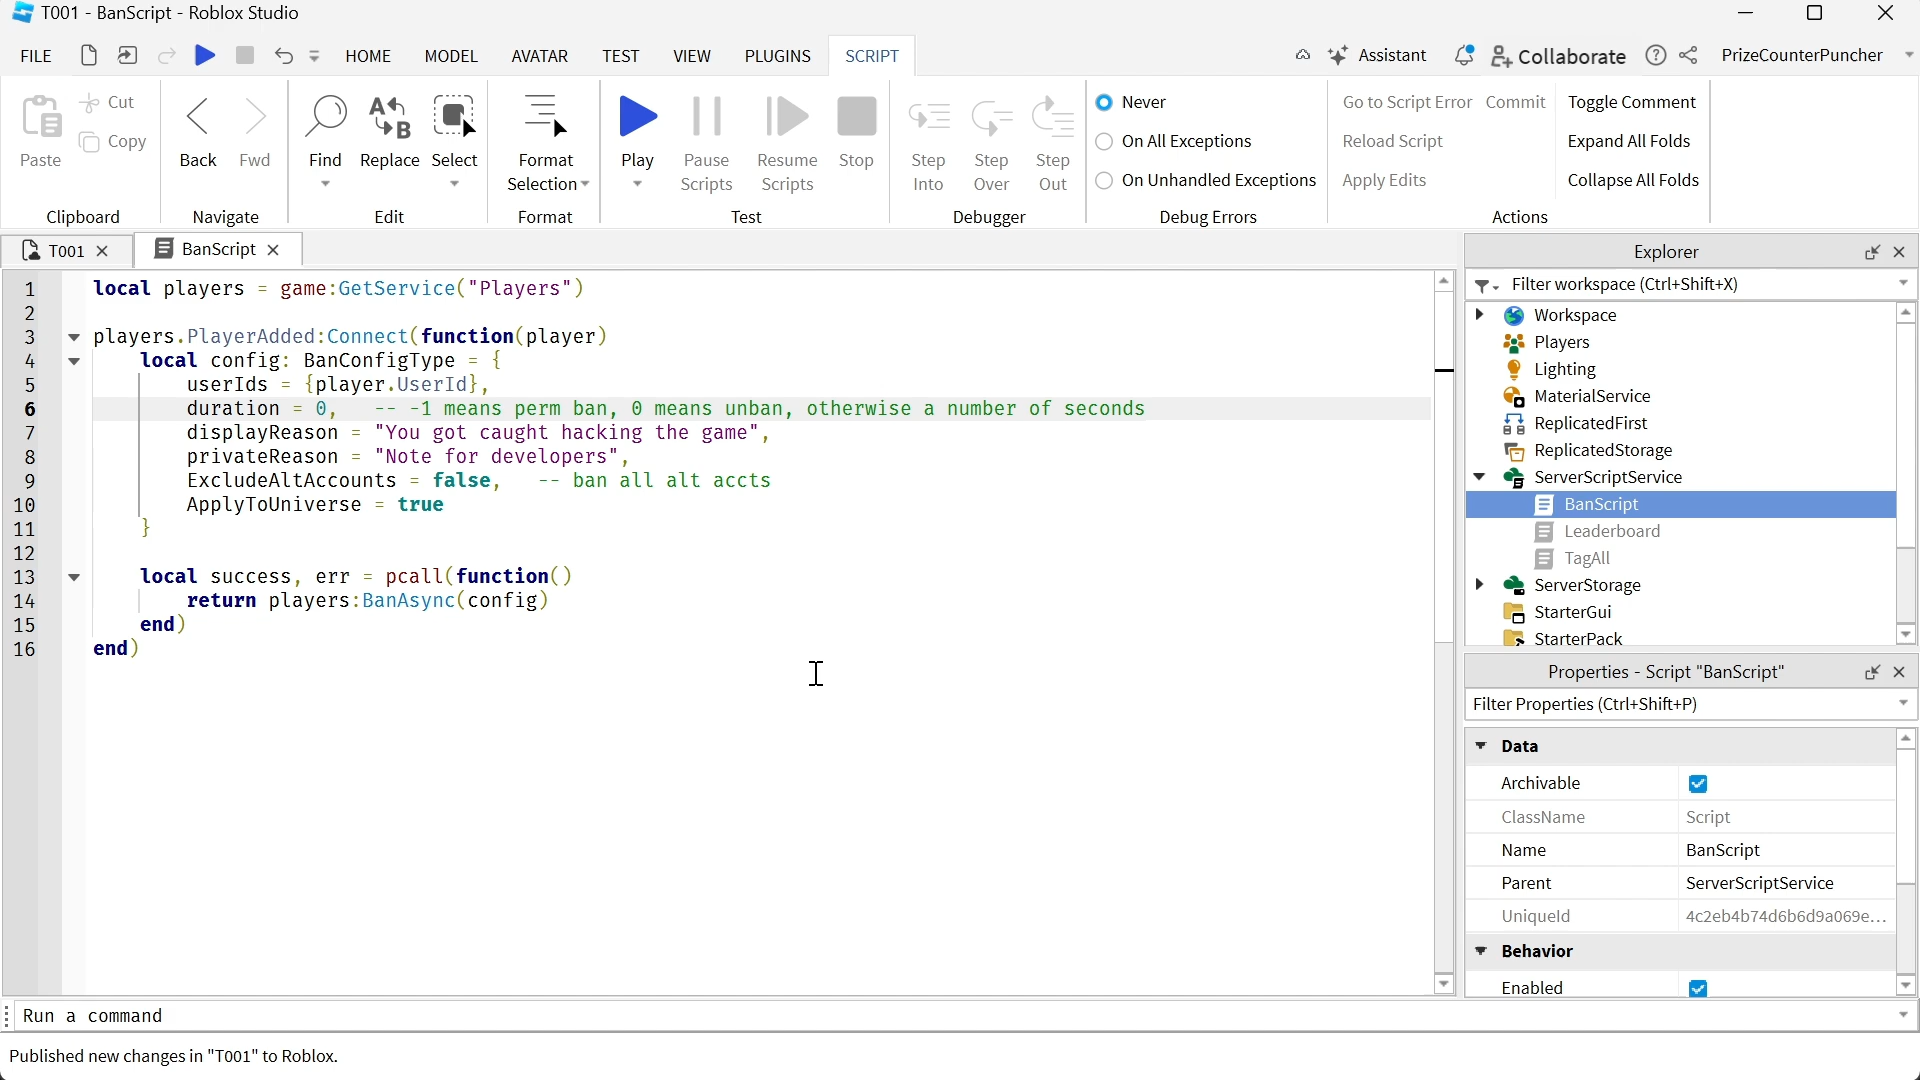 T001 - BanScript - Roblox Studio
FILE HOME MODEL AVATAR TEST VIEW PLUGINS SCRIPT Assistant Collaborate PrizeCounterPuncher
Paste Cut Copy
Clipboard
Back Fwd
Navigate
Find Replace Select
Edit
Format
Selection
Format
Play Pause Scripts Resume Scripts Stop
Test
Step Into Step Over Step Out
Debugger
Never
On All Exceptions
On Unhandled Exceptions
Debug Errors
Go to Script Error Commit Toggle Comment
Reload Script Expand All Folds
Apply Edits Collapse All Folds
Actions
T001 BanScript
1 local players = game:GetService("Players")
2
3 players.PlayerAdded:Connect(function(player)
4 local config: BanConfigType = {
5 userIds = {player.UserId},
6 duration = 0, -- -1 means perm ban, 0 means unban, otherwise a number of seconds
7 displayReason = "You got caught hacking the game",
8 privateReason = "Note for developers",
9 ExcludeAltAccounts = false, -- ban all alt accts
10 ApplyToUniverse = true
11 }
12
13 local success, err = pcall(function()
14 return players:BanAsync(config)
15 end)
16 end)
Explorer
Filter workspace (Ctrl+Shift+X)
Workspace
Players
Lighting
MaterialService
ReplicatedFirst
ReplicatedStorage
ServerScriptService
BanScript
Leaderboard
TagAll
ServerStorage
StarterGui
StarterPack
Properties - Script "BanScript"
Filter Properties (Ctrl+Shift+P)
Data
Archivable
ClassName Script
Name BanScript
Parent ServerScriptService
UniqueId 4c2eb4b74d6b6d9a069e...
Behavior
Enabled
Run a command
Published new changes in "T001" to Roblox.